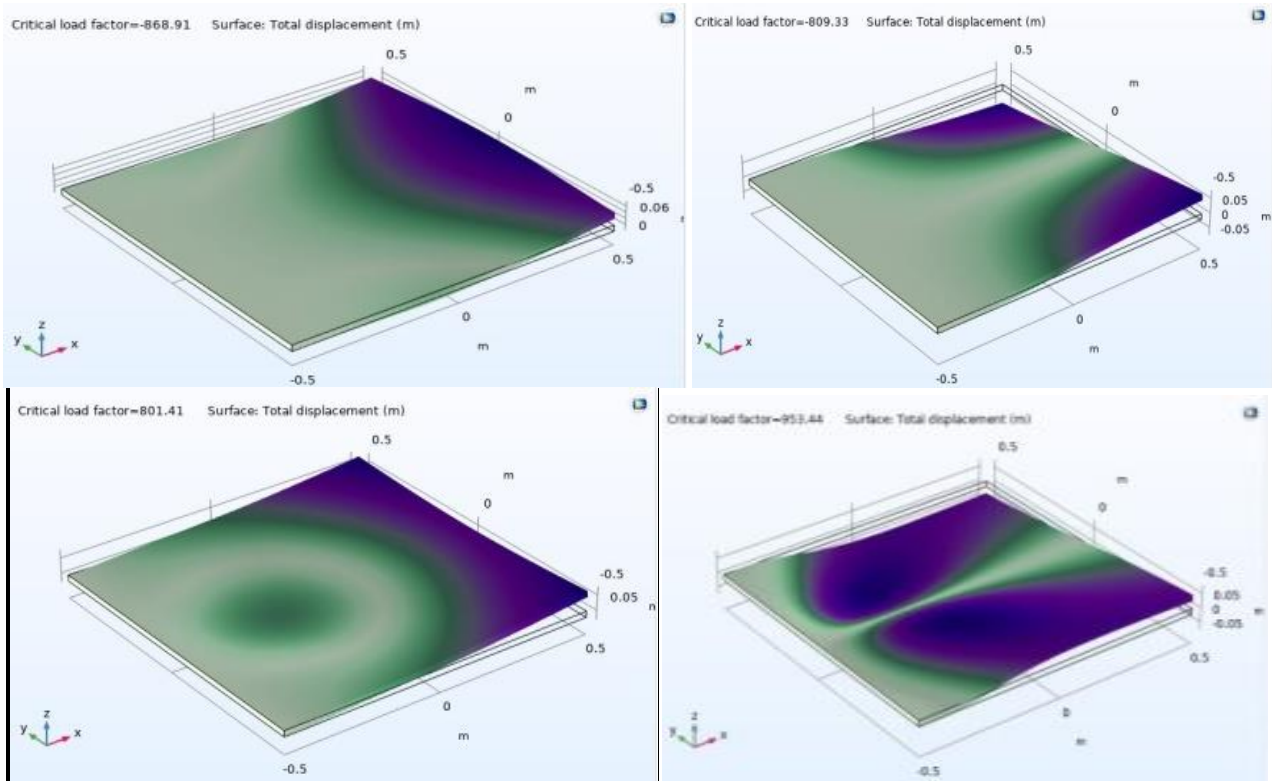 Critical load factor=-868.91 Surface: Total displacement (m)
0.5
m
0
-0.5
0.06
0
0.5
0
m
-0.5
z
y
x
Critical load factor=-809.33 Surface: Total displacement (m)
0.5
m
0
-0.5
0.05
0
-0.05
m
0.5
0
m
-0.5
z
y
x
Critical load factor=801.41 Surface: Total displacement (m)
0.5
m
0
-0.5
0.05
0.5
0
m
-0.5
z
y
x
Critical load factor=953.44 Surface: Total displacement (m)
0.5
m
0
-0.5
0.05
0
-0.05
m
0.5
0
m
-0.5
z
y
x